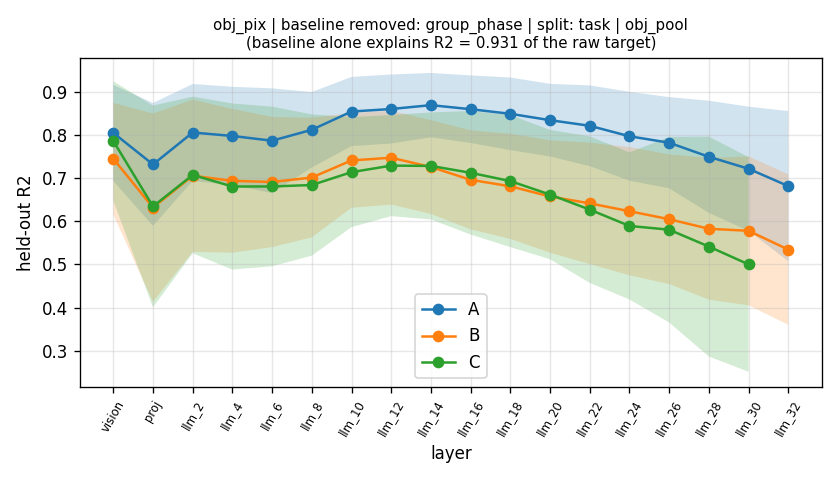 obj_pix | baseline removed: group_phase | split: task | obj_pool
(baseline alone explains R2 = 0.931 of the raw target)
held-out R2
0.9
0.8
0.7
0.6
0.5
0.4
0.3
A
B
C
vision
proj
llm_2
llm_4
llm_6
llm_8
llm_10
llm_12
llm_14
llm_16
llm_18
llm_20
llm_22
llm_24
llm_26
llm_28
llm_30
llm_32
layer